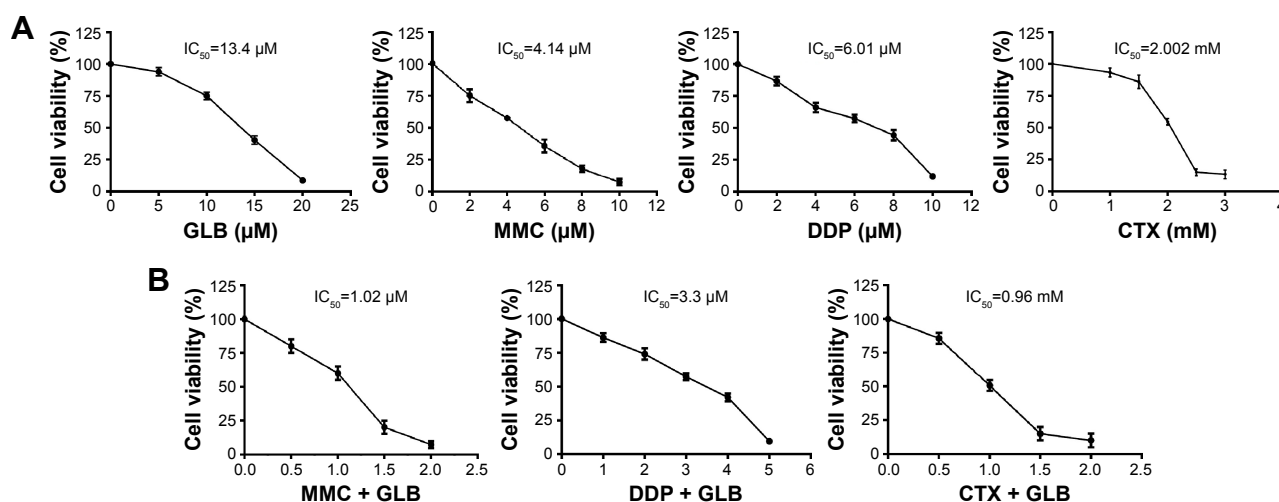 A
Cell viability (%)
125
100
75
50
25
0
IC50=13.4 µM
0 5 10 15 20 25
GLB (µM)
Cell viability (%)
125
100
75
50
25
0
IC50=4.14 µM
0 2 4 6 8 10 12
MMC (µM)
Cell viability (%)
125
100
75
50
25
0
IC50=6.01 µM
0 2 4 6 8 10 12
DDP (µM)
Cell viability (%)
125
100
75
50
25
0
IC50=2.002 mM
0 1 2 3 4
CTX (mM)
B
Cell viability (%)
125
100
75
50
25
0
IC50=1.02 µM
0.0 0.5 1.0 1.5 2.0 2.5
MMC + GLB
Cell viability (%)
125
100
75
50
25
0
IC50=3.3 µM
0 1 2 3 4 5 6
DDP + GLB
Cell viability (%)
125
100
75
50
25
0
IC50=0.96 mM
0.0 0.5 1.0 1.5 2.0 2.5
CTX + GLB